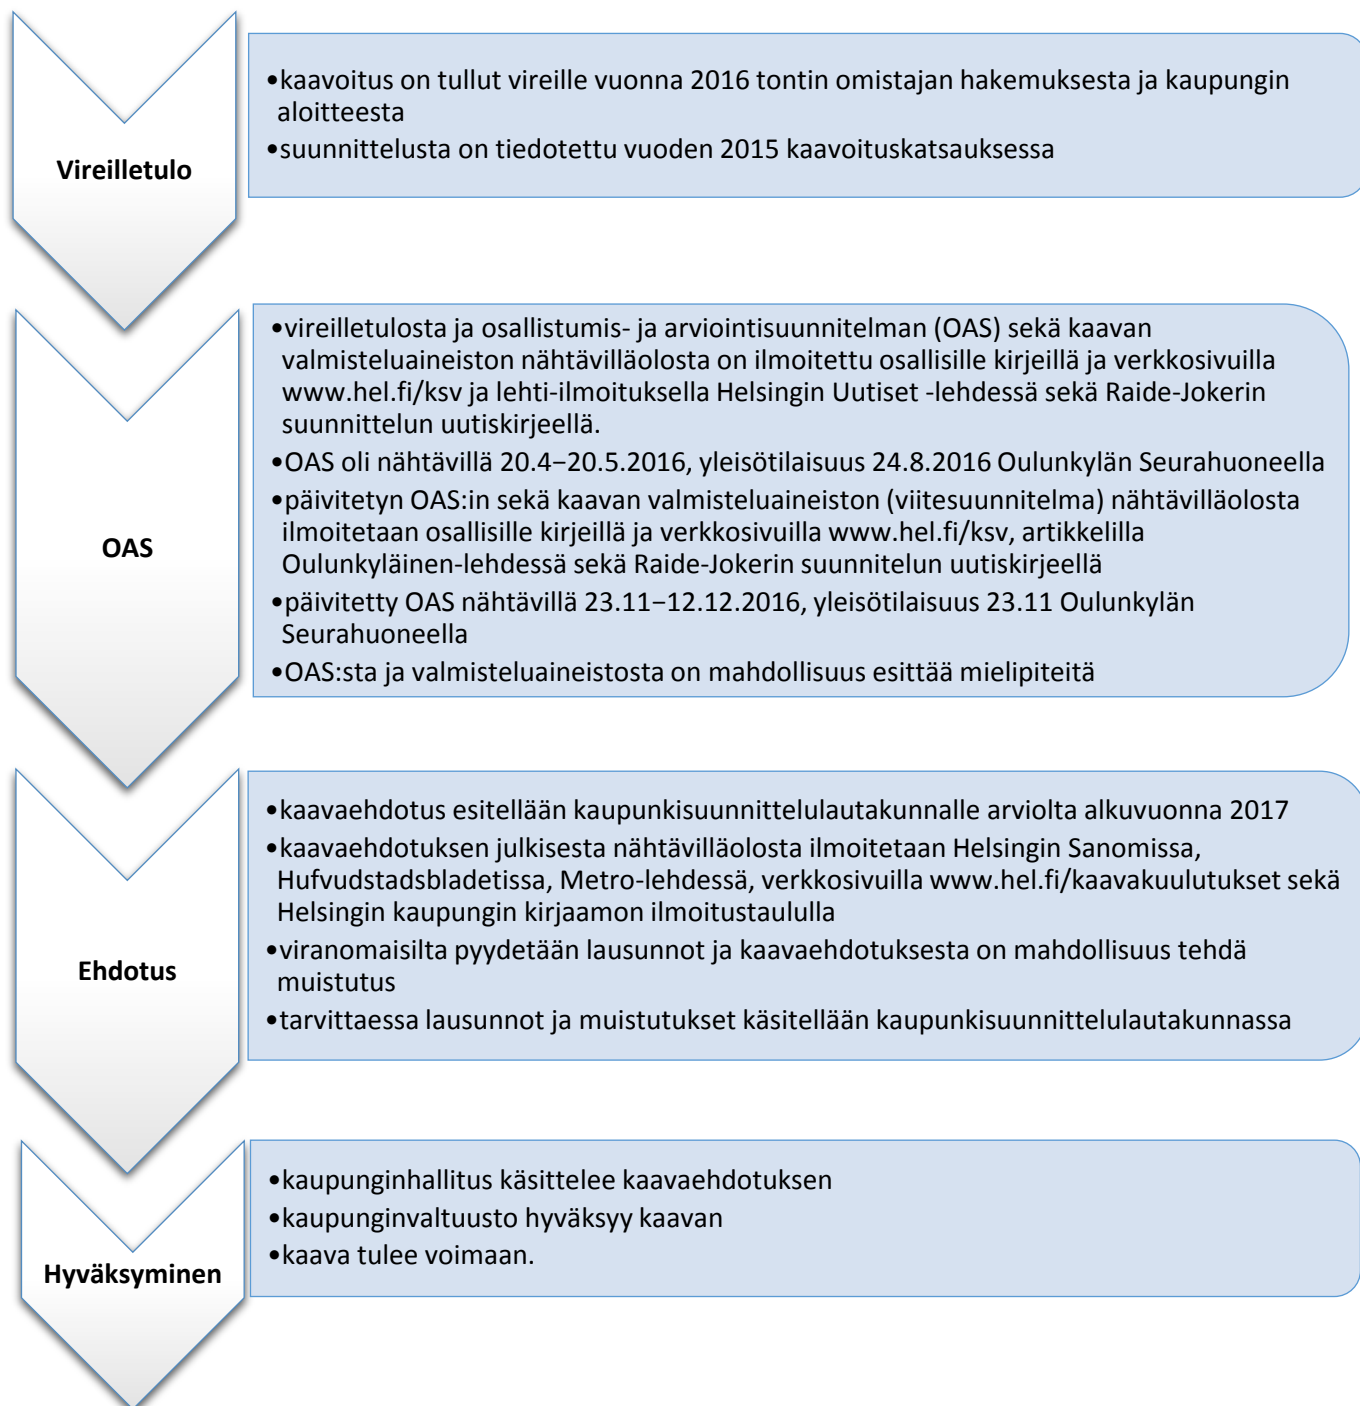 Virelletulo
•kaavoitus on tullut vireille vuonna 2016 tontin omistajan hakemuksesta ja kaupungin
aloitteesta
•suunnittelusta on tiedotettu vuoden 2015 kaavoituskatsauksessa
OAS
•vireilletulosta ja osallistumis- ja arviointisuunnitelman (OAS) sekä kaavan
valmisteluaineiston nähtävilläolosta on ilmoitettu osallisille kirjeillä ja verkkosivuilla
www.hel.fi/ksv ja lehti-ilmoituksella Helsingin Uutiset -lehdessä sekä Raide-Jokerin
suunnittelun uutiskirjeellä.
•OAS oli nähtävillä 20.4–20.5.2016, yleisötilaisuus 24.8.2016 Oulunkylän Seurahuoneella
•päivitetyn OAS:in sekä kaavan valmisteluaineiston (viitesuunnitelma) nähtävilläolosta
ilmoitetaan osallisille kirjeillä ja verkkosivuilla www.hel.fi/ksv, artikkelilla
Oulunkyläinen-lehdessä sekä Raide-Jokerin suunnitelun uutiskirjeellä
•päivitetty OAS nähtävillä 23.11–12.12.2016, yleisötilaisuus 23.11 Oulunkylän
Seurahuoneella
•OAS:sta ja valmisteluaineistosta on mahdollisuus esittää mielipiteitä
Ehdotus
•kaavaehdotus esitellään kaupunkisuunnittelulautakunnalle arviolta alkuvuonna 2017
•kaavaehdotuksen julkisesta nähtävilläolosta ilmoitetaan Helsingin Sanomissa,
Hufvudstadsbladetissa, Metro-lehdessä, verkkosivuilla www.hel.fi/kaavakuulutukset sekä
Helsingin kaupungin kirjaamon ilmoitustaululla
•viranomaisilta pyydetään lausunnot ja kaavaehdotuksesta on mahdollisuus tehdä
muistutus
•tarvittaessa lausunnot ja muistutukset käsitellään kaupunkisuunnittelulautakunnassa
Hyväksyminen
•kaupunginhallitus käsittelee kaavaehdotuksen
•kaupunginvaltuusto hyväksyy kaavan
•kaava tulee voimaan.